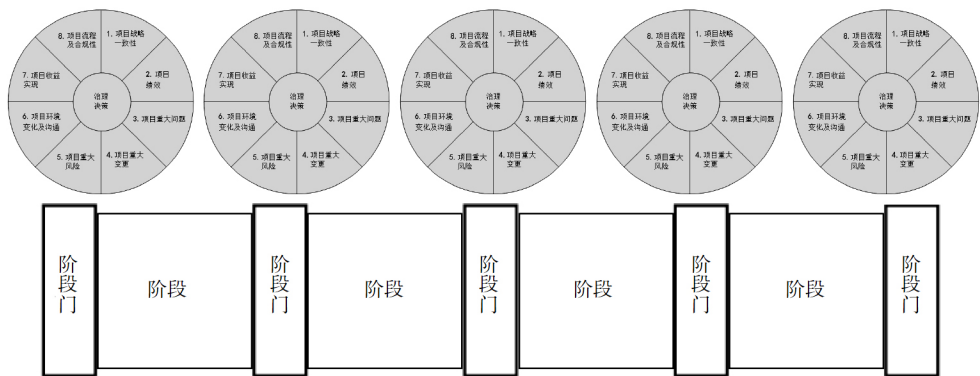 8. 项目流程
及合规性
1. 项目战略
一致性
2. 项目
绩效
3. 项目重大问题
4. 项目重大
变更
5. 项目重大
风险
6. 项目环境
变化及沟通
7. 项目收益
实现
治理
决策
8. 项目流程
及合规性
1. 项目战略
一致性
2. 项目
绩效
3. 项目重大问题
4. 项目重大
变更
5. 项目重大
风险
6. 项目环境
变化及沟通
7. 项目收益
实现
治理
决策
8. 项目流程
及合规性
1. 项目战略
一致性
2. 项目
绩效
3. 项目重大问题
4. 项目重大
变更
5. 项目重大
风险
6. 项目环境
变化及沟通
7. 项目收益
实现
治理
决策
8. 项目流程
及合规性
1. 项目战略
一致性
2. 项目
绩效
3. 项目重大问题
4. 项目重大
变更
5. 项目重大
风险
6. 项目环境
变化及沟通
7. 项目收益
实现
治理
决策
8. 项目流程
及合规性
1. 项目战略
一致性
2. 项目
绩效
3. 项目重大问题
4. 项目重大
变更
5. 项目重大
风险
6. 项目环境
变化及沟通
7. 项目收益
实现
治理
决策
阶段门
阶段
阶段门
阶段
阶段门
阶段
阶段门
阶段
阶段门